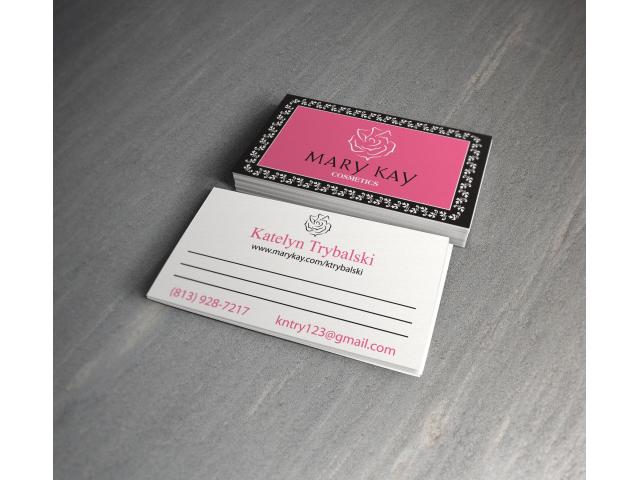 MARY KAY
COSMETICS
Katelyn Trybalski
www.marykay.com/ktrybalski
(813) 928-7217
kntry123@gmail.com